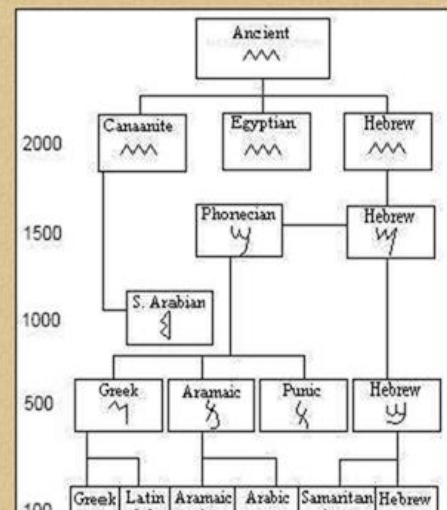 Ancient
Canaanite Egyptian Hebrew
2000
Phonecian Hebrew
1500
S. Arabian
1000
Greek Aramaic Punic Hebrew
500
Greek Latin Aramaic Arabic Samaritan Hebrew